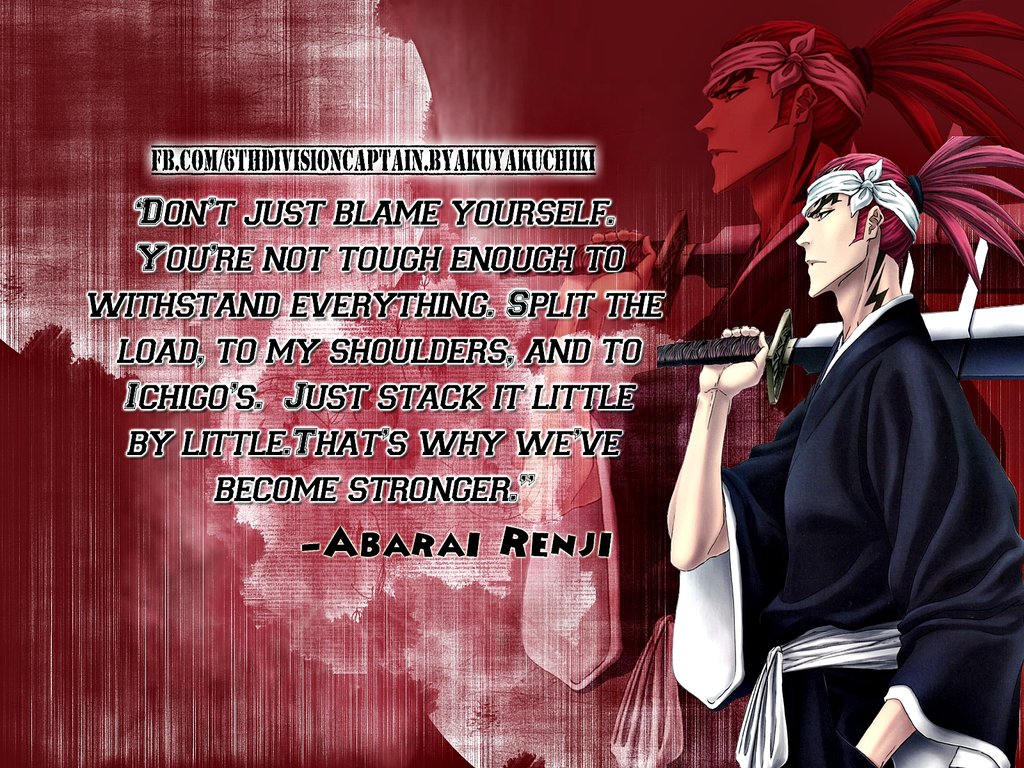 FB.COM/6THDIVISIONCAPTAIN.BYAKUYAKUCHIKI
"DON'T JUST BLAME YOURSELF.
YOU'RE NOT TOUGH ENOUGH TO
WITHSTAND EVERYTHING. SPLIT THE
LOAD, TO MY SHOULDERS, AND TO
ICHIGO'S. JUST STACK IT LITTLE
BY LITTLE.THAT'S WHY WE'VE
BECOME STRONGER."
-ABARAI RENJI